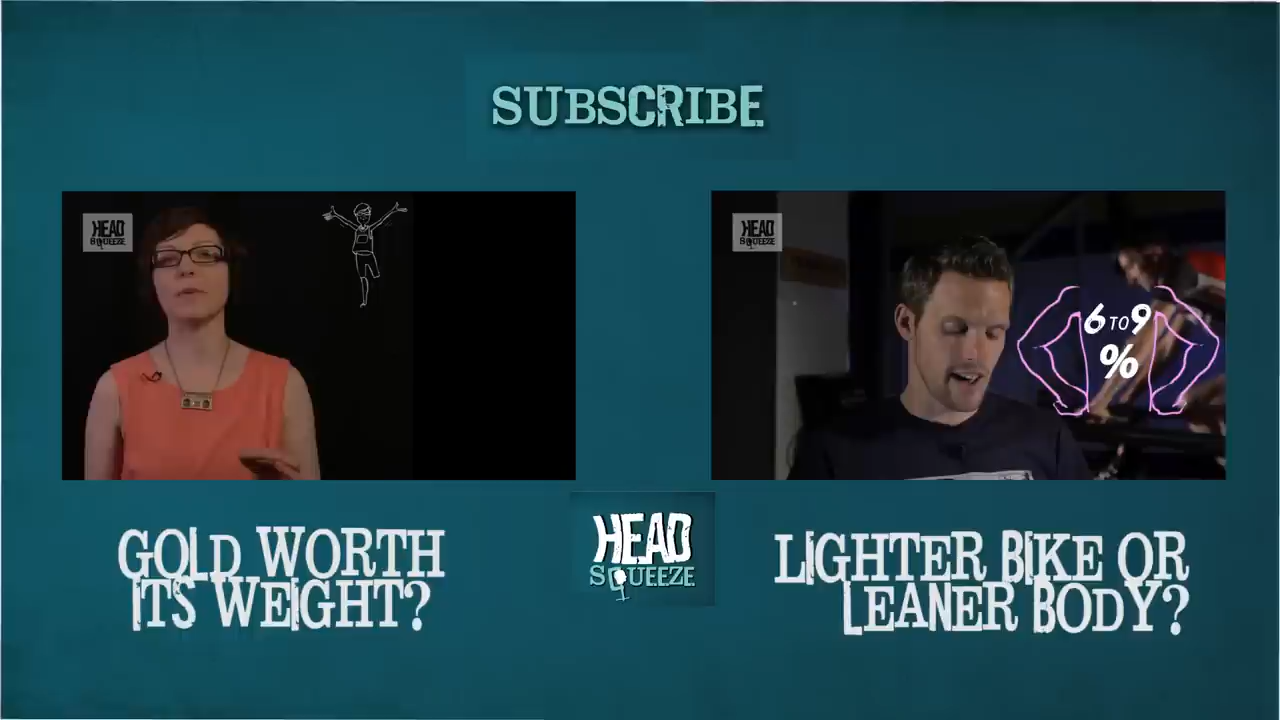 SUBSCRIBE
HEAD
SQUEEZE
HEAD
SQUEEZE
6 TO 9
%
GOLD WORTH
ITS WEIGHT?
HEAD
SQUEEZE
LIGHTER BIKE OR
LEANER BODY?